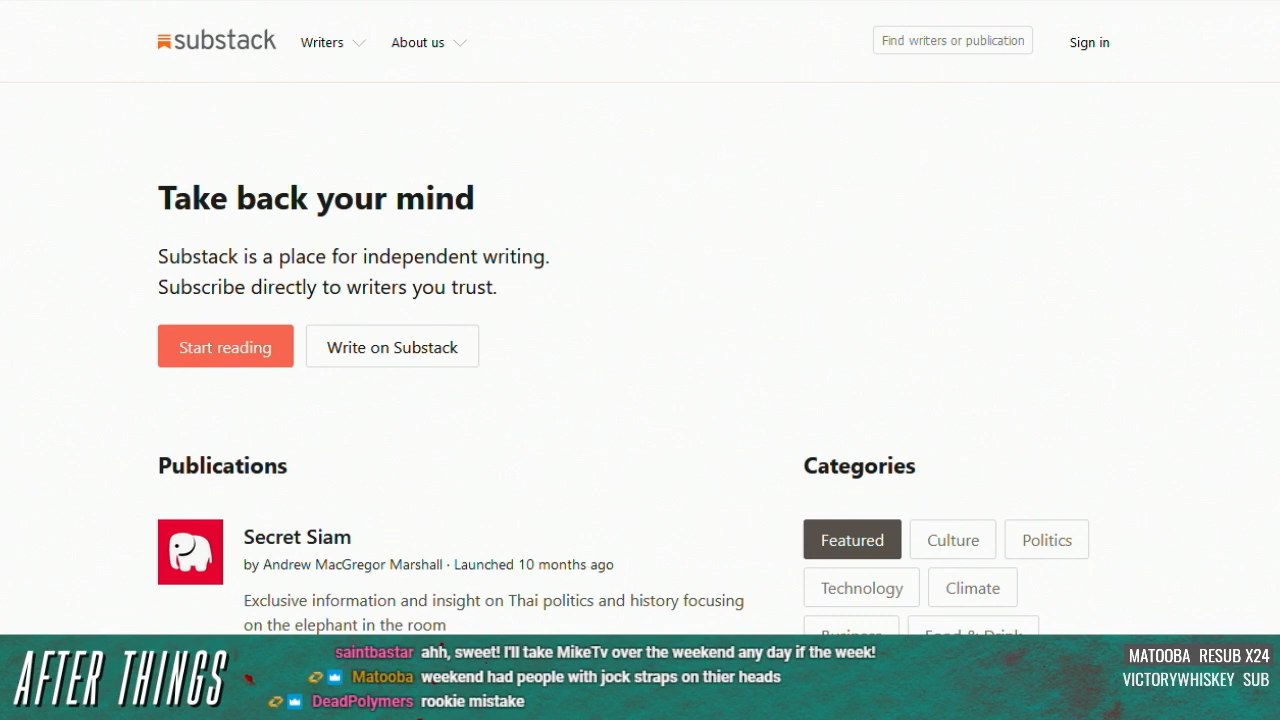 substack
Writers
About us
Find writers or publication
Sign in
Take back your mind
Substack is a place for independent writing.
Subscribe directly to writers you trust.
Start reading
Write on Substack
Publications
Secret Siam
by Andrew MacGregor Marshall · Launched 10 months ago
Exclusive information and insight on Thai politics and history focusing
on the elephant in the room
Categories
Featured Culture Politics
Technology Climate
Business Food & Drink
AFTER THINGS
saintbastar ahh, sweet! I'll take MikeTv over the weekend any day if the week!
Matooba weekend had people with jock straps on thier heads
DeadPolymers rookie mistake
MATOOBA RESUB X24
VICTORYWHISKEY SUB